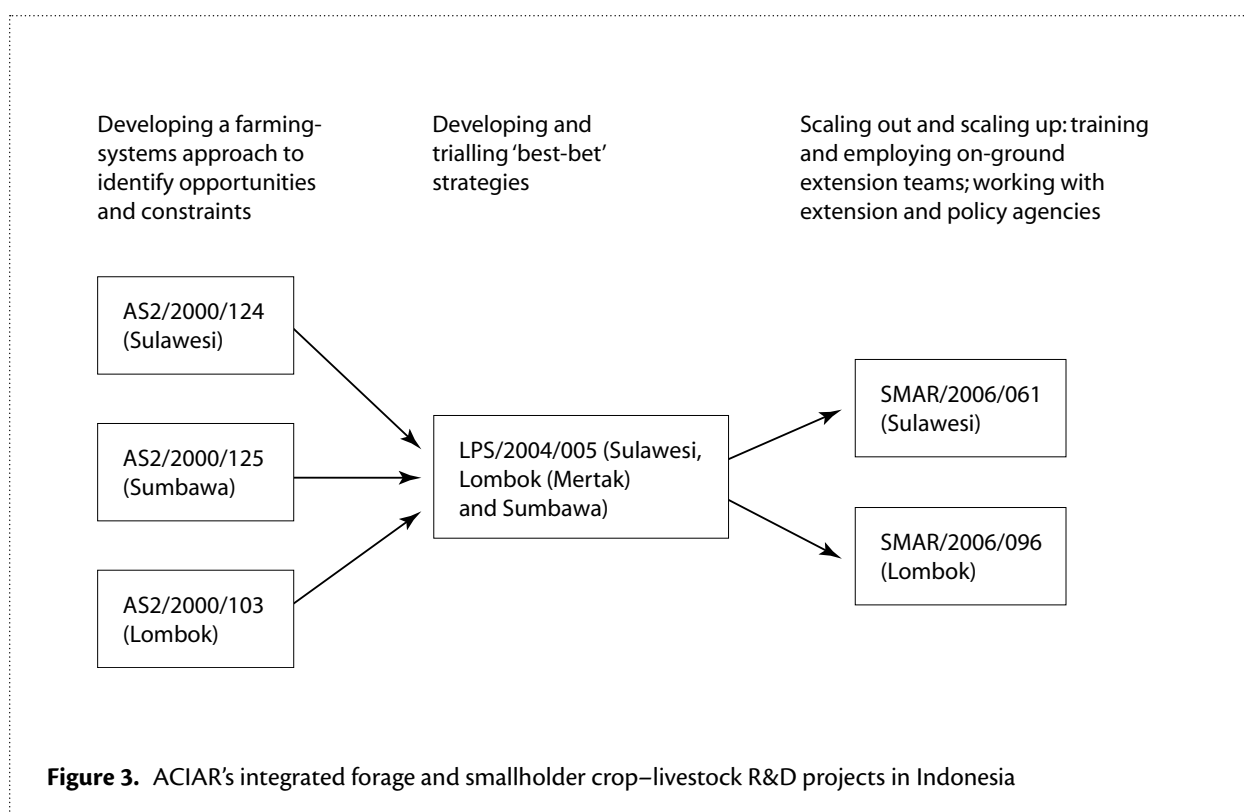 Developing a farming-
systems approach to
identify opportunities
and constraints
Developing and
trialling ‘best-bet’
strategies
Scaling out and scaling up: training
and employing on-ground
extension teams; working with
extension and policy agencies
AS2/2000/124
(Sulawesi)
AS2/2000/125
(Sumbawa)
AS2/2000/103
(Lombok)
LPS/2004/005 (Sulawesi,
Lombok (Mertak)
and Sumbawa)
SMAR/2006/061
(Sulawesi)
SMAR/2006/096
(Lombok)
Figure 3. ACIAR’s integrated forage and smallholder crop–livestock R&D projects in Indonesia